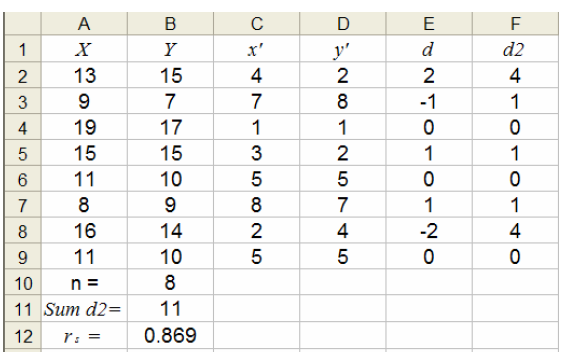 A B C D E F
1 X Y x' y' d d2
2 13 15 4 2 2 4
3 9 7 7 8 -1 1
4 19 17 1 1 0 0
5 15 15 3 2 1 1
6 11 10 5 5 0 0
7 8 9 8 7 1 1
8 16 14 2 4 -2 4
9 11 10 5 5 0 0
10 n = 8
11 Sum d2= 11
12 rs = 0.869